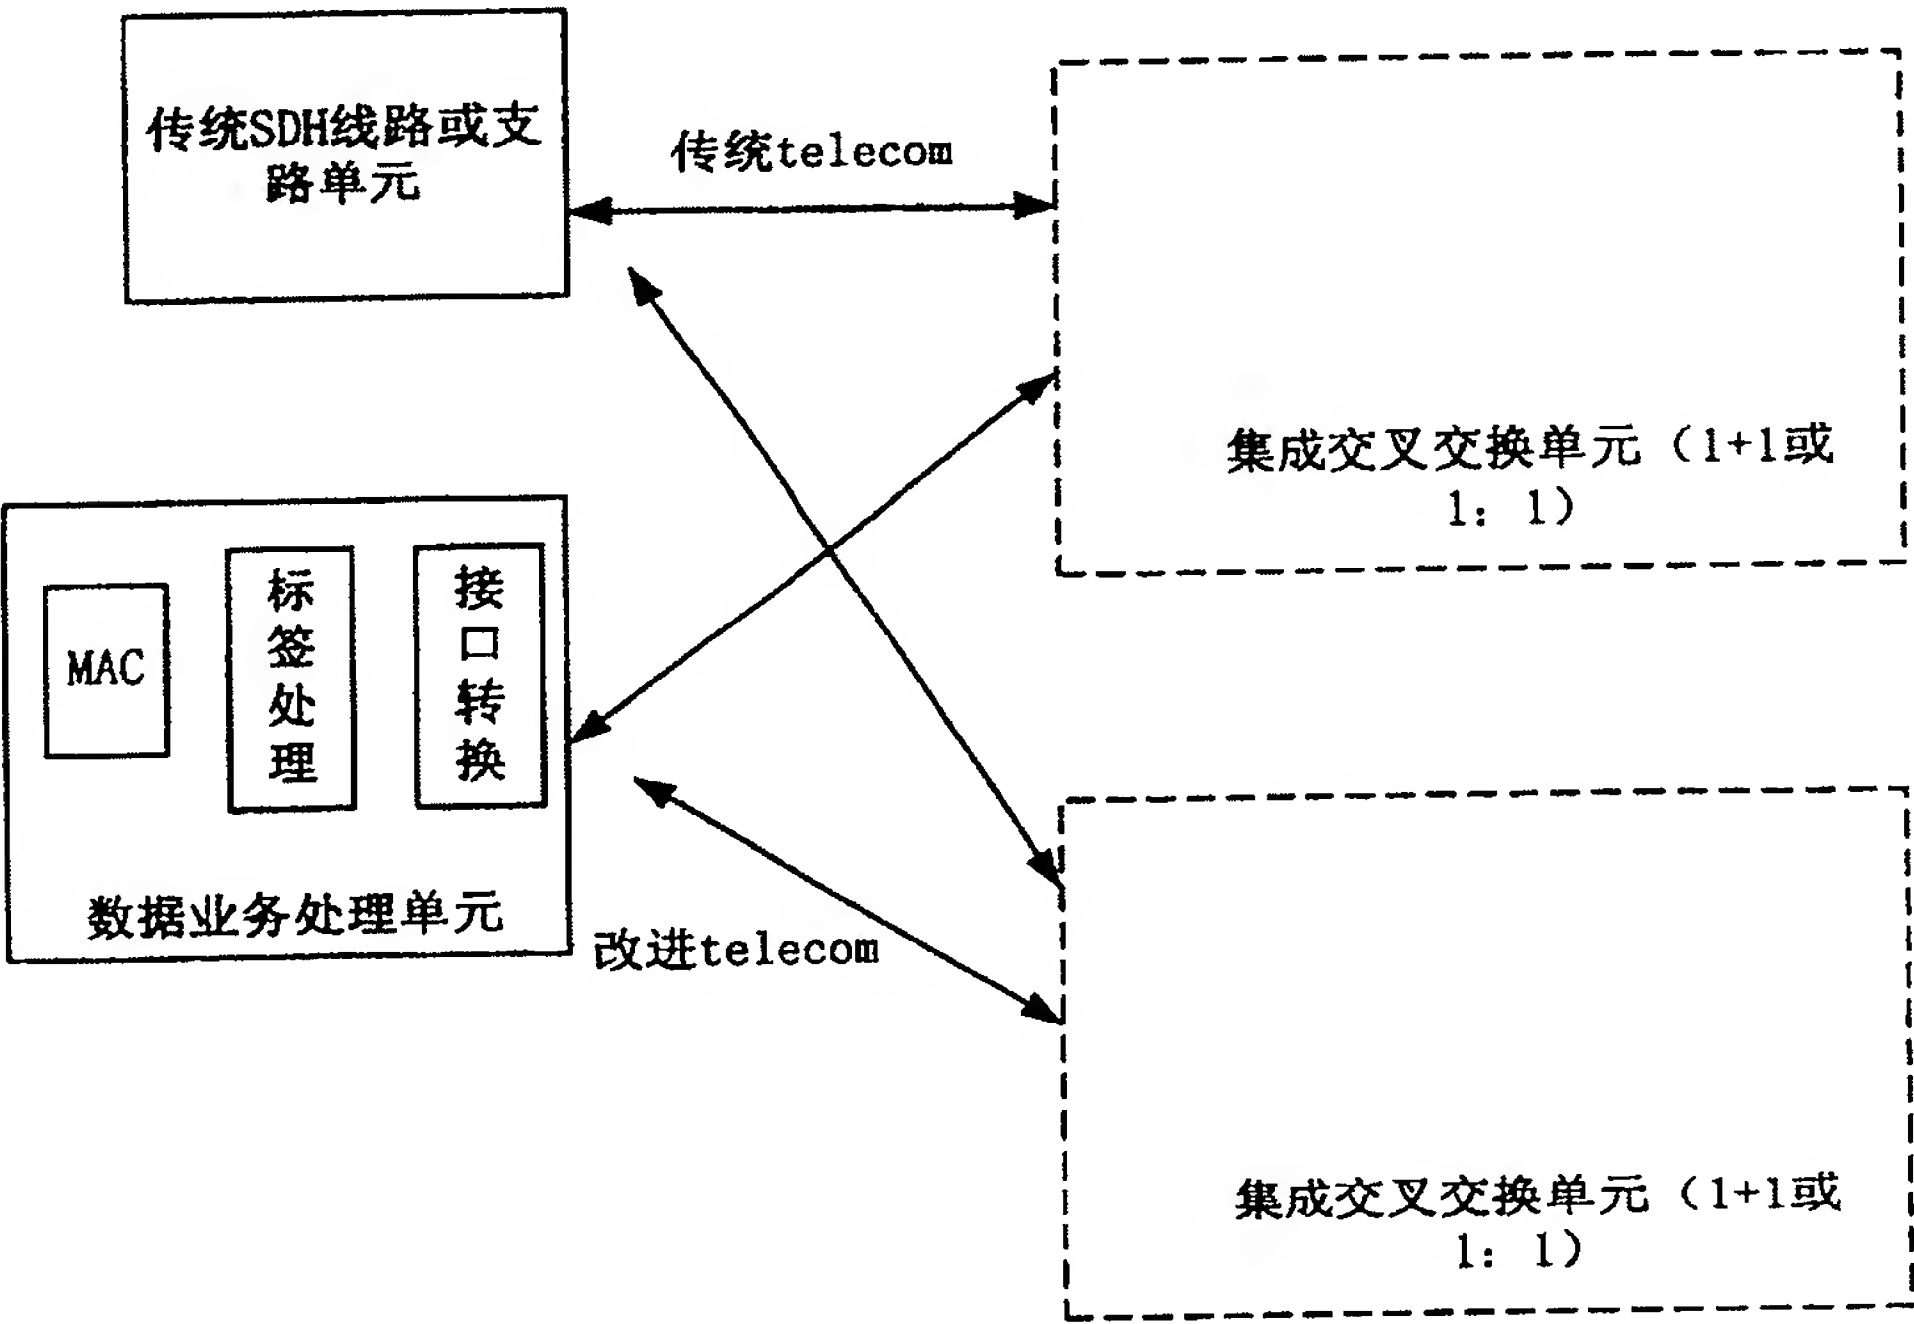 传统SDH线路或支
路单元
传统telecom
集成交叉交换单元（1+1或
1：1）
MAC
标签处理
接口转换
数据业务处理单元
改进telecom
集成交叉交换单元（1+1或
1：1）